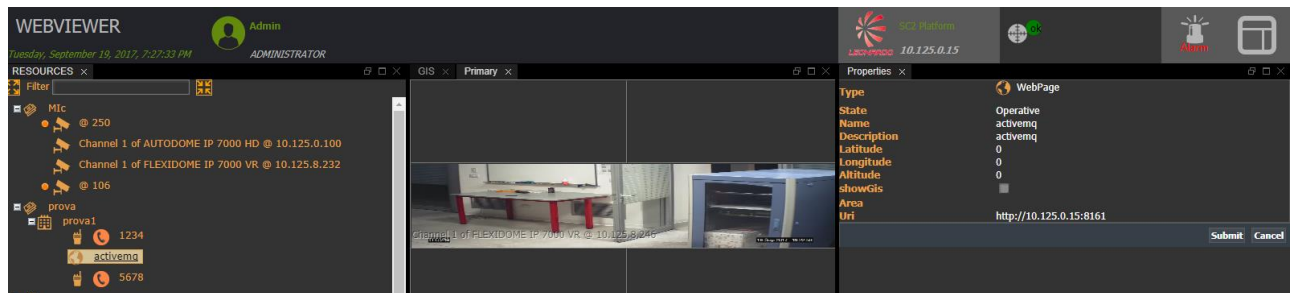 WEBVIEWER
Tuesday, September 19, 2017, 7:27:33 PM
Admin
ADMINISTRATOR
LEONARDO
SC2 Platform
10.125.0.15
ok
Alarm
RESOURCES ×
Filter
MIc
@ 250
Channel 1 of AUTODOME IP 7000 HD @ 10.125.0.100
Channel 1 of FLEXIDOME IP 7000 VR @ 10.125.8.232
@ 106
prova
prova1
1234
activemq
5678
GIS × Primary ×
Channel 1 of FLEXIDOME IP 7000 VR @ 10.125.8.246
Properties ×
Type WebPage
State Operative
Name activemq
Description activemq
Latitude 0
Longitude 0
Altitude 0
showGis
Area
Uri http://10.125.0.15:8161
Submit Cancel